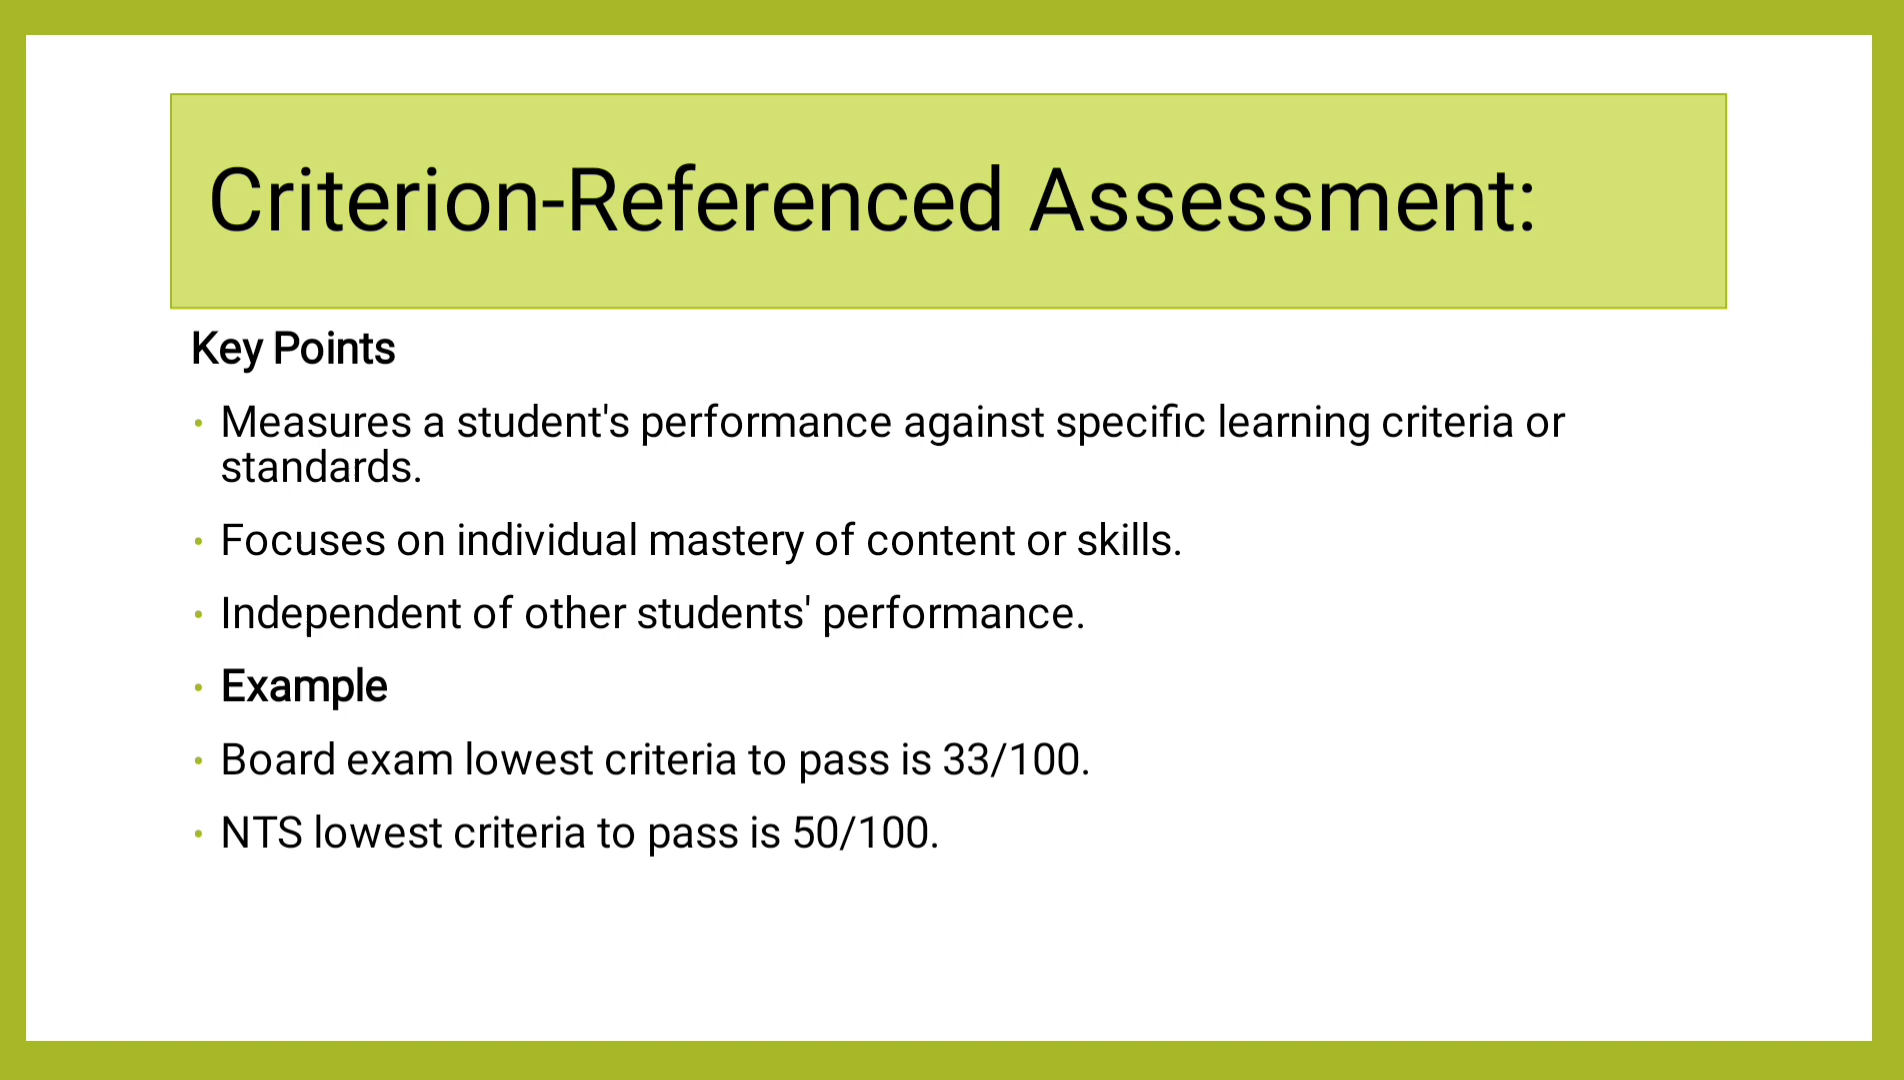 Criterion-Referenced Assessment:
Key Points
• Measures a student's performance against specific learning criteria or
standards.
• Focuses on individual mastery of content or skills.
• Independent of other students' performance.
• Example
• Board exam lowest criteria to pass is 33/100.
• NTS lowest criteria to pass is 50/100.